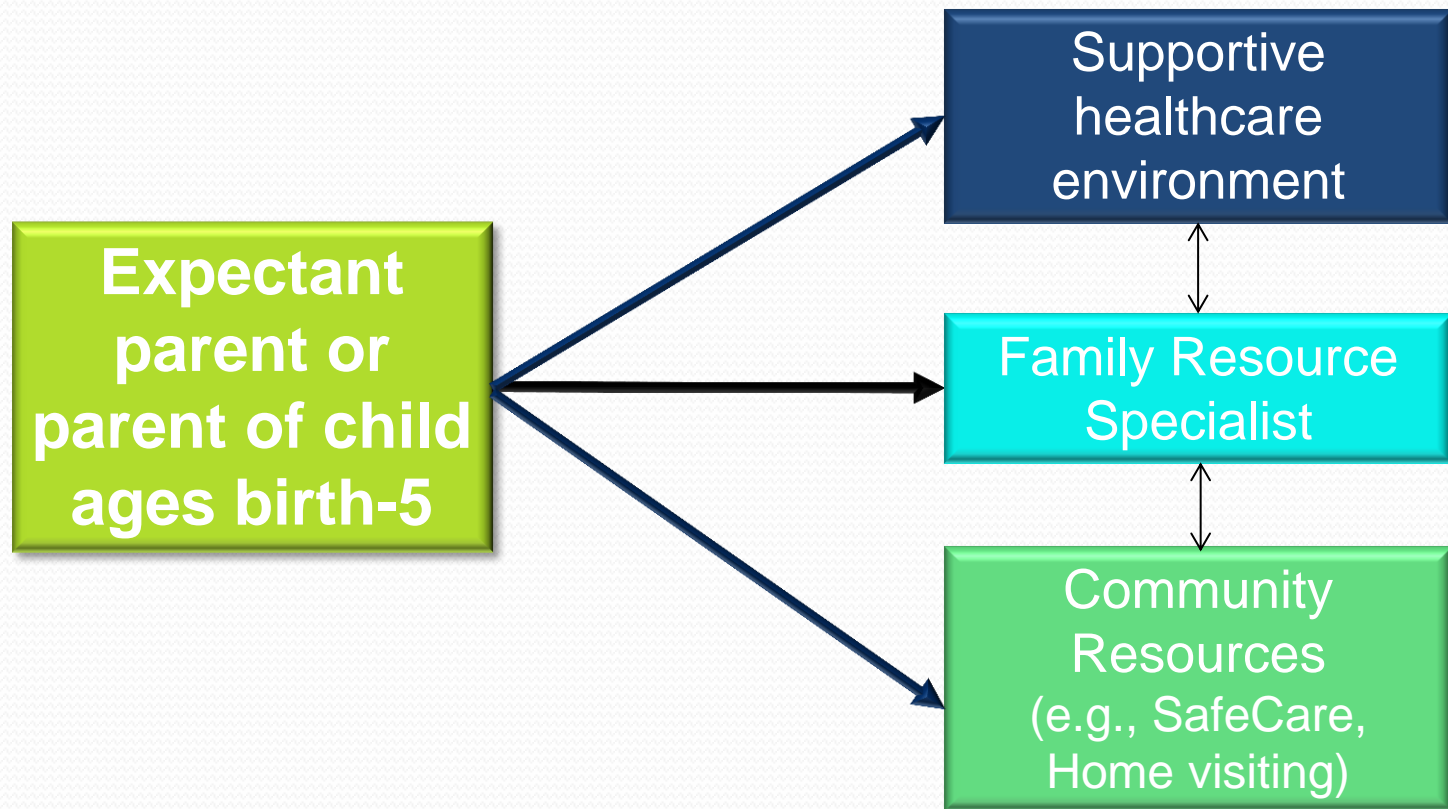 Expectant
parent or
parent of child
ages birth-5
Supportive
healthcare
environment
Family Resource
Specialist
Community
Resources
(e.g., SafeCare,
Home visiting)